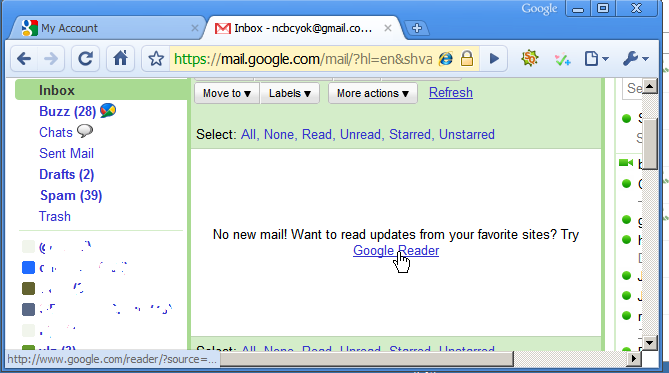 Google
My Account
Inbox - ncbcyok@gmail.co...
https://mail.google.com/mail/?hl=en&shva
Inbox
Buzz (28)
Chats
Sent Mail
Drafts (2)
Spam (39)
Trash
Move to ▼ Labels ▼ More actions ▼ Refresh
Select: All, None, Read, Unread, Starred, Unstarred
No new mail! Want to read updates from your favorite sites? Try
Google Reader
Select: All, None, Read, Unread, Starred, Unstarred
http://www.google.com/reader/?source=...